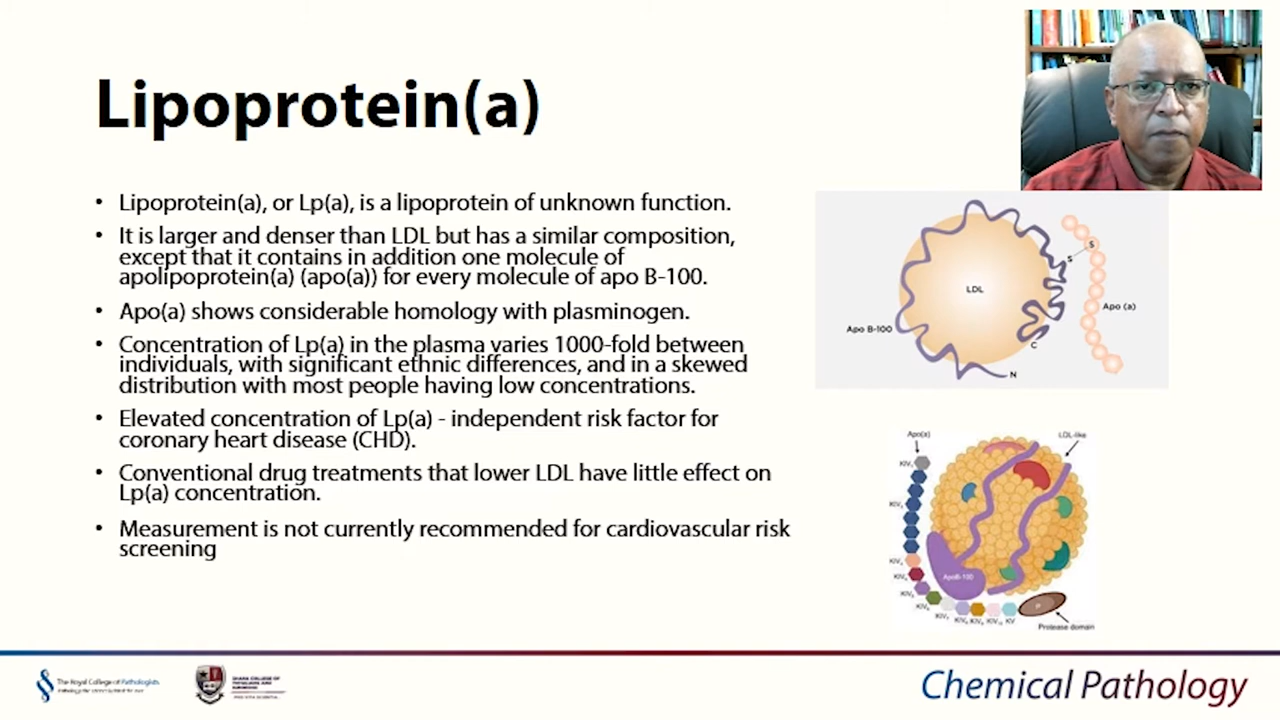 Lipoprotein(a)
• Lipoprotein(a), or Lp(a), is a lipoprotein of unknown function.
• It is larger and denser than LDL but has a similar composition,
except that it contains in addition one molecule of
apolipoprotein(a) (apo(a)) for every molecule of apo B-100.
• Apo(a) shows considerable homology with plasminogen.
• Concentration of Lp(a) in the plasma varies 1000-fold between
individuals, with significant ethnic differences, and in a skewed
distribution with most people having low concentrations.
• Elevated concentration of Lp(a) - independent risk factor for
coronary heart disease (CHD).
• Conventional drug treatments that lower LDL have little effect on
Lp(a) concentration.
• Measurement is not currently recommended for cardiovascular risk
screening
S
S
LDL
Apo (a)
Apo B-100
C
N
Apo(a)
LDL-like
ApoB-100
KIV
KV
P
Protease domain
The Royal College of Pathologists
Chemical Pathology